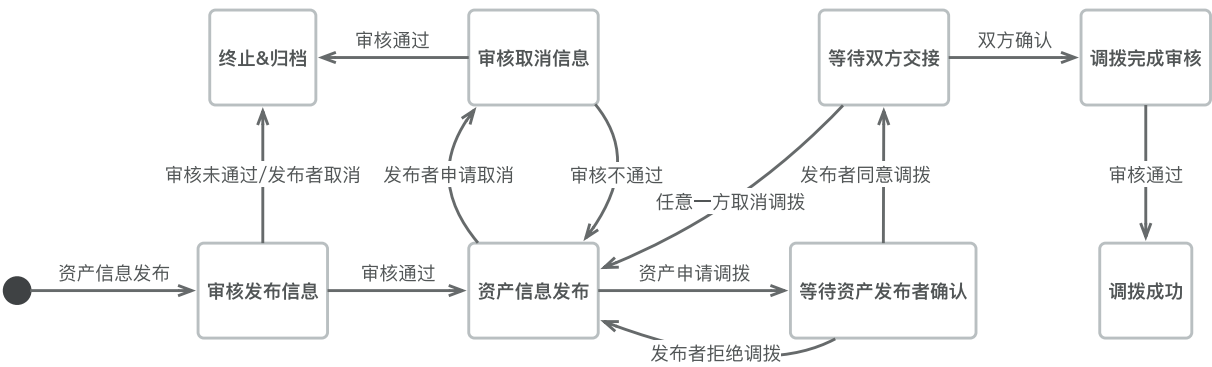 审核通过
双方确认
终止&归档
审核取消信息
等待双方交接
调拨完成审核
审核未通过/发布者取消
发布者申请取消
审核不通过
发布者同意调拨
审核通过
任意一方取消调拨
资产信息发布
审核通过
资产申请调拨
审核发布信息
资产信息发布
等待资产发布者确认
调拨成功
发布者拒绝调拨